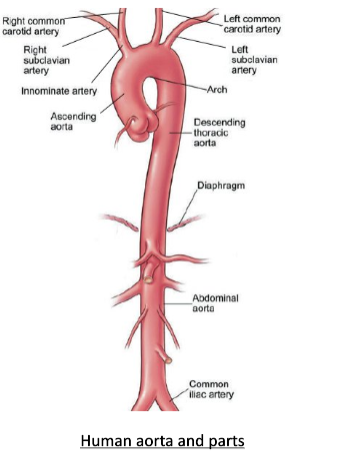 Right common
carotid artery
Left common
carotid artery
Right
subclavian
artery
Left
subclavian
artery
Innominate artery
Arch
Ascending
aorta
Descending
thoracic
aorta
Diaphragm
Abdominal
aorta
Common
iliac artery
Human aorta and parts